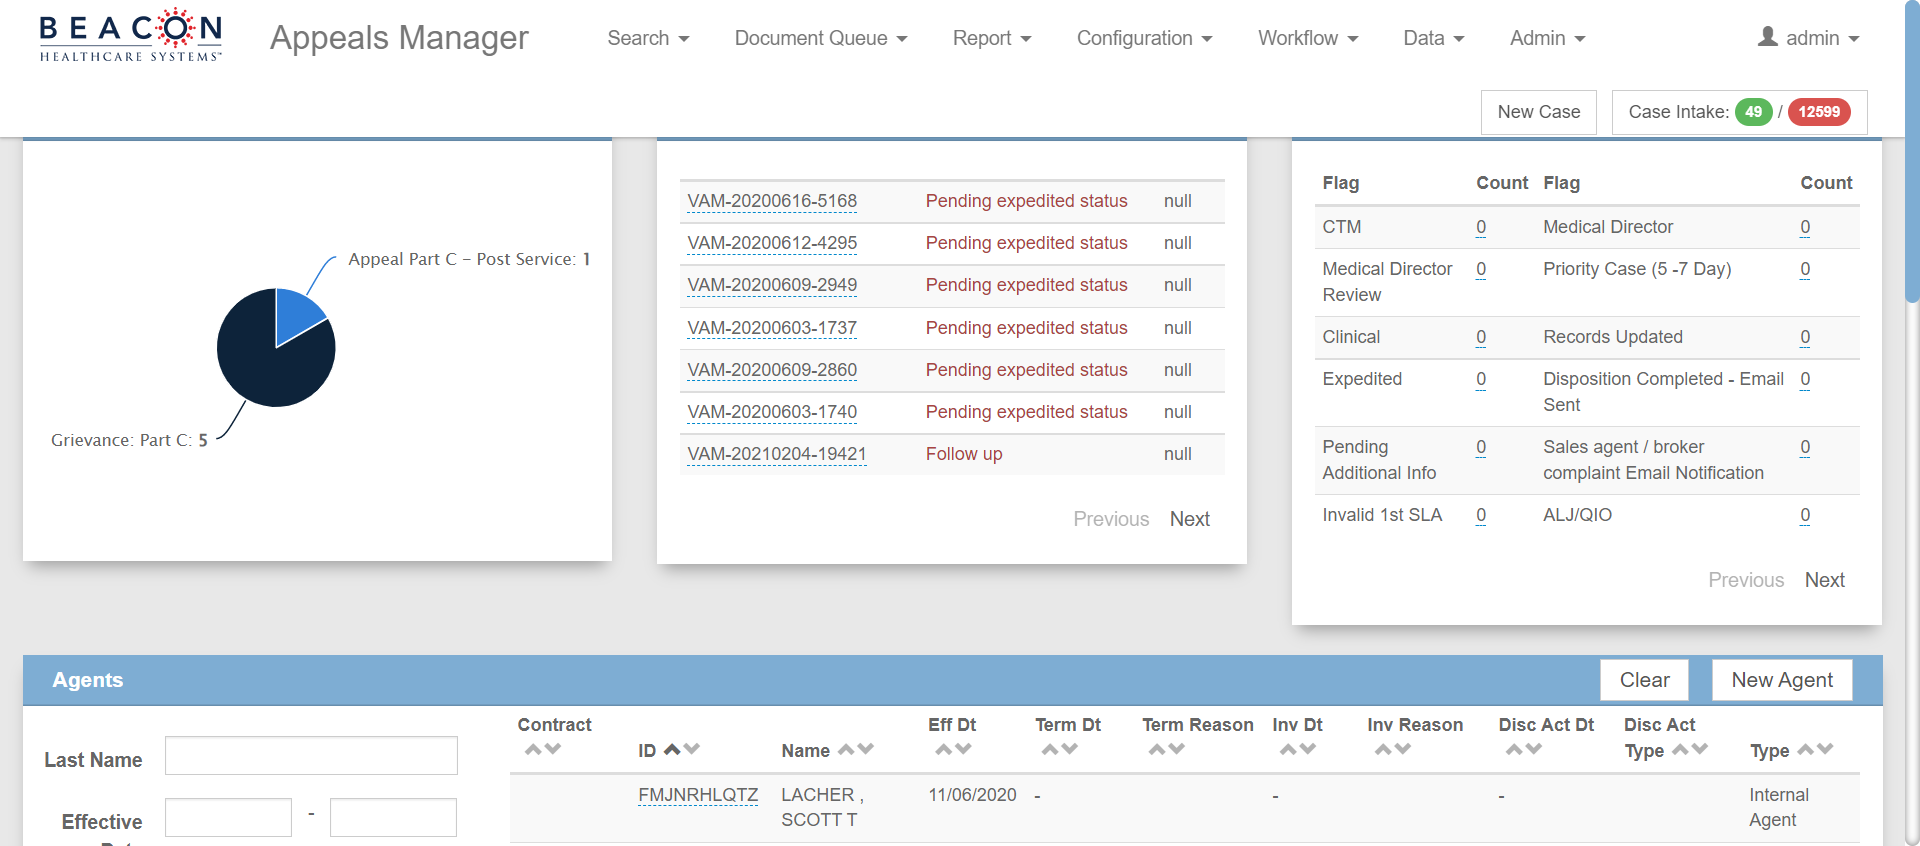 BEACON
HEALTHCARE SYSTEMS™
Appeals Manager
Search
Document Queue
Report
Configuration
Workflow
Data
Admin
admin
New Case
Case Intake: 49 / 12599
Appeal Part C - Post Service: 1
Grievance: Part C: 5
VAM-20200616-5168 Pending expedited status null
VAM-20200612-4295 Pending expedited status null
VAM-20200609-2949 Pending expedited status null
VAM-20200603-1737 Pending expedited status null
VAM-20200609-2860 Pending expedited status null
VAM-20200603-1740 Pending expedited status null
VAM-20210204-19421 Follow up null
Previous Next
Flag Count Flag Count
CTM 0 Medical Director 0
Medical Director 0 Priority Case (5 -7 Day) 0
Review
Clinical 0 Records Updated 0
Expedited 0 Disposition Completed - Email 0
Sent
Pending 0 Sales agent / broker 0
Additional Info complaint Email Notification
Invalid 1st SLA 0 ALJ/QIO 0
Previous Next
Agents
Clear
New Agent
Last Name
Effective
-
Contract Eff Dt Term Dt Term Reason Inv Dt Inv Reason Disc Act Dt Disc Act
ID Name Type Type
FMJNRHLQTZ LACHER , 11/06/2020 - - - Internal
SCOTT T Agent